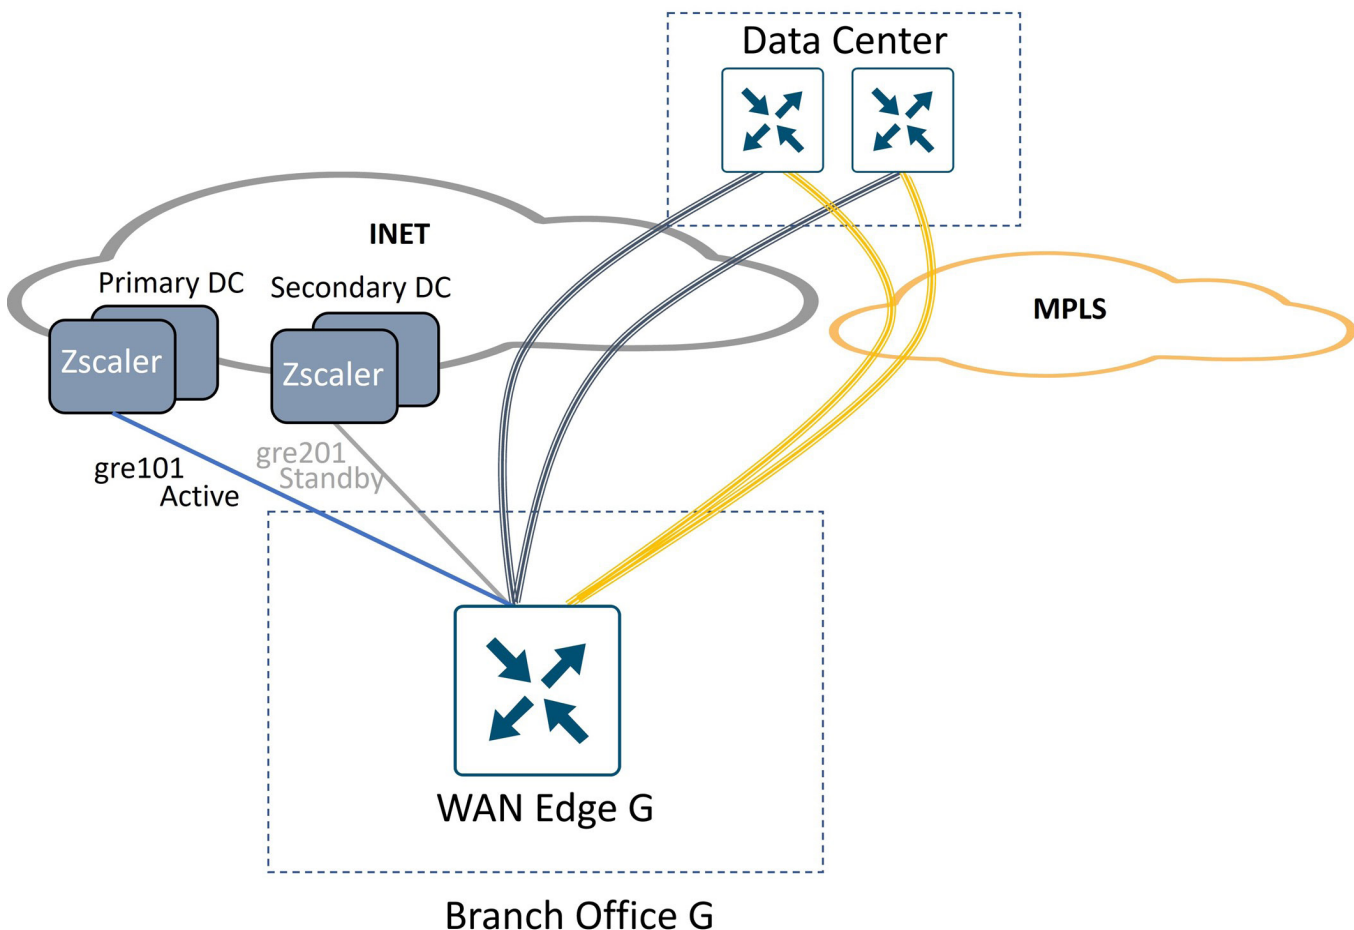 Data Center
INET
MPLS
Primary DC
Secondary DC
Zscaler
Zscaler
gre101
Active
gre201
Standby
WAN Edge G
Branch Office G